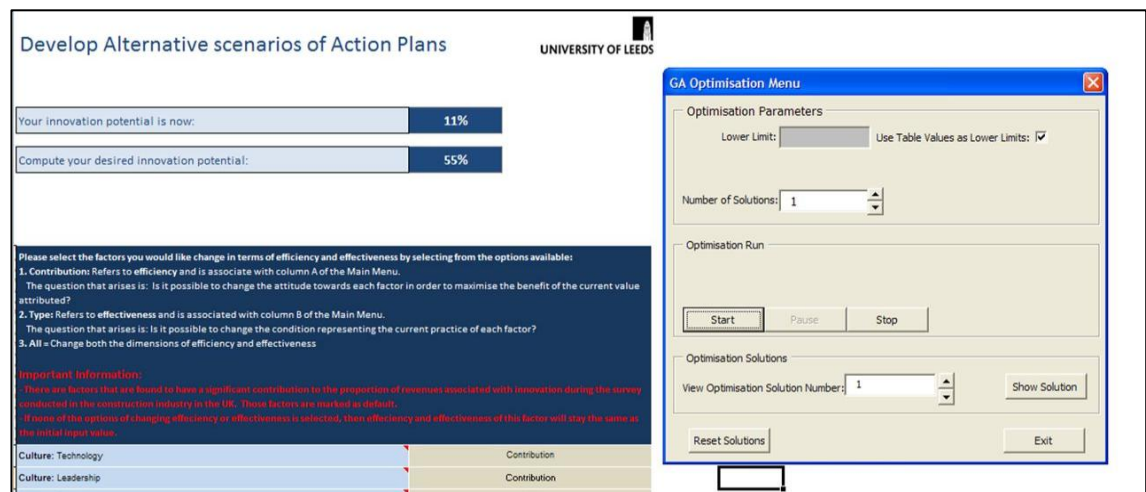 Develop Alternative scenarios of Action Plans
UNIVERSITY OF LEEDS
Your innovation potential is now:
11%
Compute your desired innovation potential:
55%
Please select the factors you would like change in terms of efficiency and effectiveness by selecting from the options available:
1. Contribution: Refers to efficiency and is associate with column A of the Main Menu.
The question that arises is: Is it possible to change the attitude towards each factor in order to maximise the benefit of the current value
attributed?
2. Type: Refers to effectiveness and is associated with column B of the Main Menu.
The question that arises is: Is it possible to change the condition representing the current practice of each factor?
3. All = Change both the dimensions of efficiency and effectiveness
Important Information:
- There are factors that are found to have a significant contribution to the proportion of revenues associated with innovation during the survey
conducted in the construction industry in the UK. Those factors are marked as default.
- If none of the options of changing effeciency or effectiveness is selected, then effeciency and effectiveness of this factor will stay the same as
the initial input value.
Culture: Technology
Contribution
Culture: Leadership
Contribution
GA Optimisation Menu
Optimisation Parameters
Lower Limit:
Use Table Values as Lower Limits:
Number of Solutions:
1
Optimisation Run
Start
Pause
Stop
Optimisation Solutions
View Optimisation Solution Number:
1
Show Solution
Reset Solutions
Exit